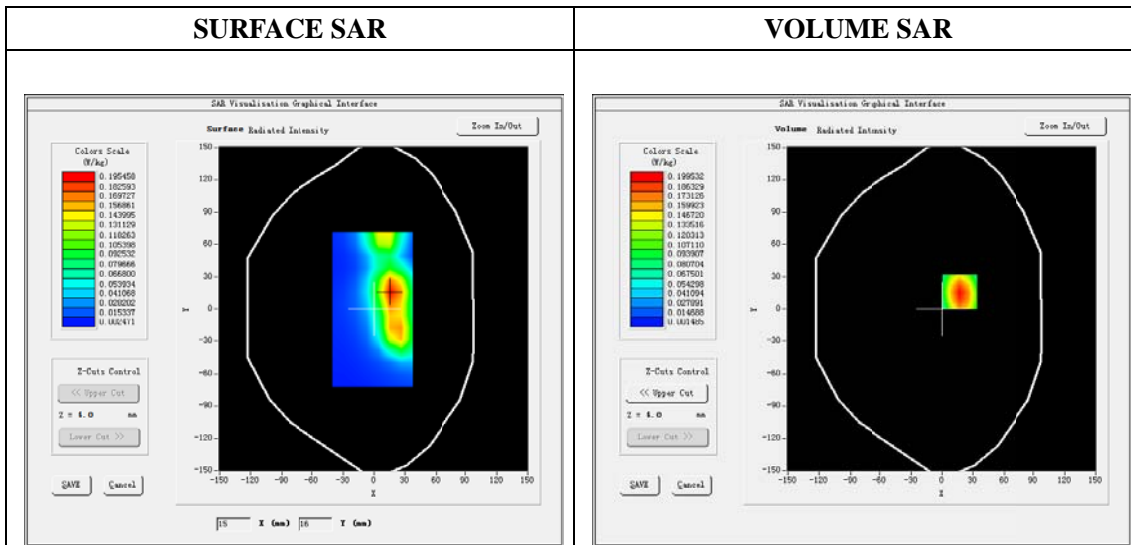 SURFACE SAR
VOLUME SAR
SAR Visualisation Graphical Interface
Surface Radiated Intensity
Zoom In/Out
Colors Scale
(W/kg)
0.195458
0.182593
0.169727
0.156861
0.143995
0.131129
0.118263
0.105398
0.092532
0.079666
0.066800
0.053934
0.041068
0.028202
0.015337
0.002471
150
120
90
60
30
0
-30
-60
-90
-120
-150
Y
-150 -120 -90 -60 -30 0 30 60 90 120 150
X
Z-Cuts Control
<< Upper Cut
Z = 4.0 mm
Lower Cut >>
SAVE Cancel
15 X (mm) 16 Y (mm)
SAR Visualisation Graphical Interface
Volume Radiated Intensity
Zoom In/Out
Colors Scale
(W/kg)
0.199532
0.186329
0.173126
0.159923
0.146720
0.133516
0.120313
0.107110
0.093907
0.080704
0.067501
0.054298
0.041094
0.027891
0.014688
0.001485
150
120
90
60
30
0
-30
-60
-90
-120
-150
Y
-150 -120 -90 -60 -30 0 30 60 90 120 150
X
Z-Cuts Control
<< Upper Cut
Z = 4.0 mm
Lower Cut >>
SAVE Cancel